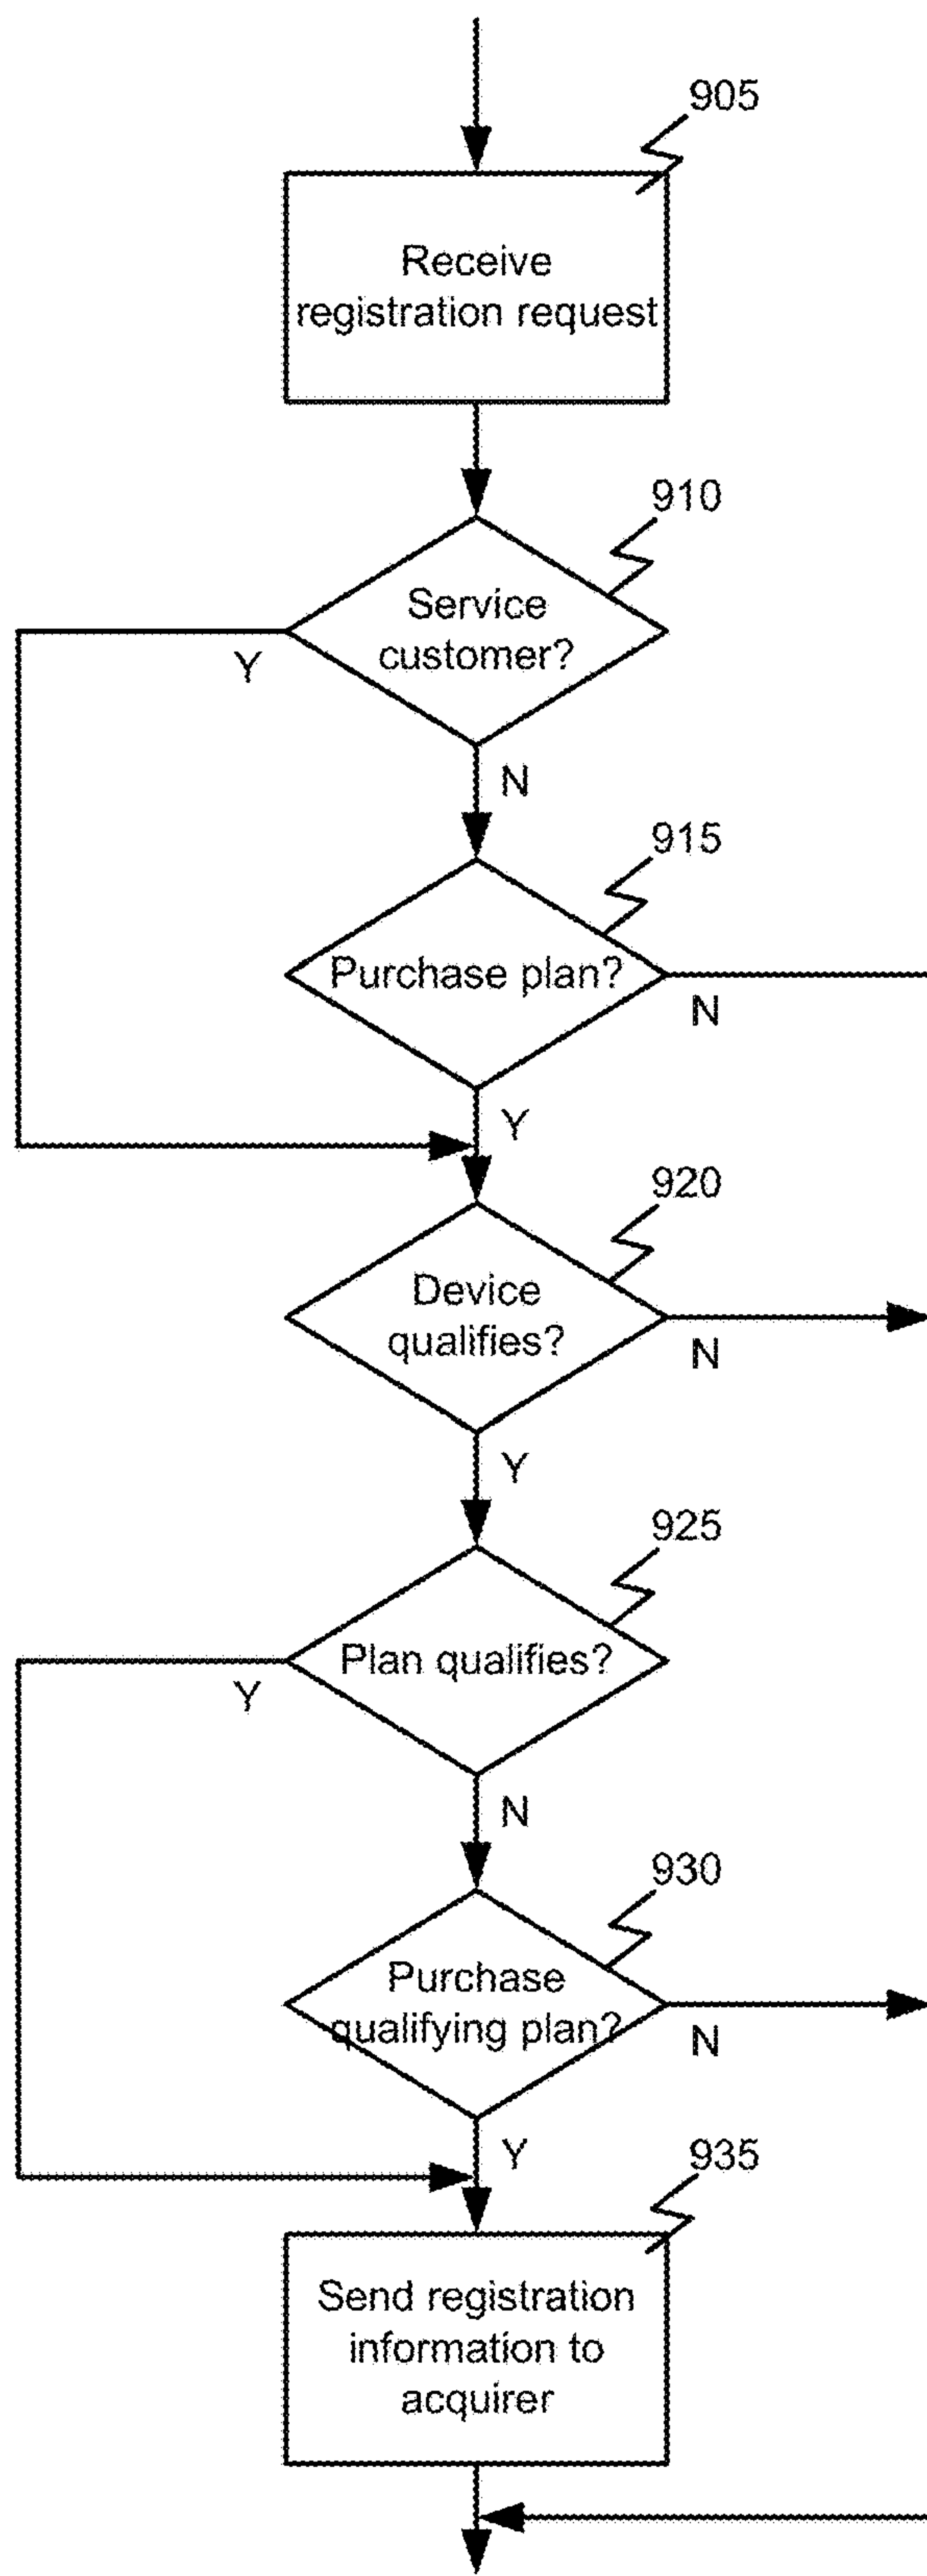 905
Receive
registration request
910
Service
customer?
Y
N
915
Purchase plan?
N
Y
920
Device
qualifies?
N
Y
925
Plan qualifies?
Y
N
930
Purchase
qualifying plan?
N
Y
935
Send registration
information to
acquirer